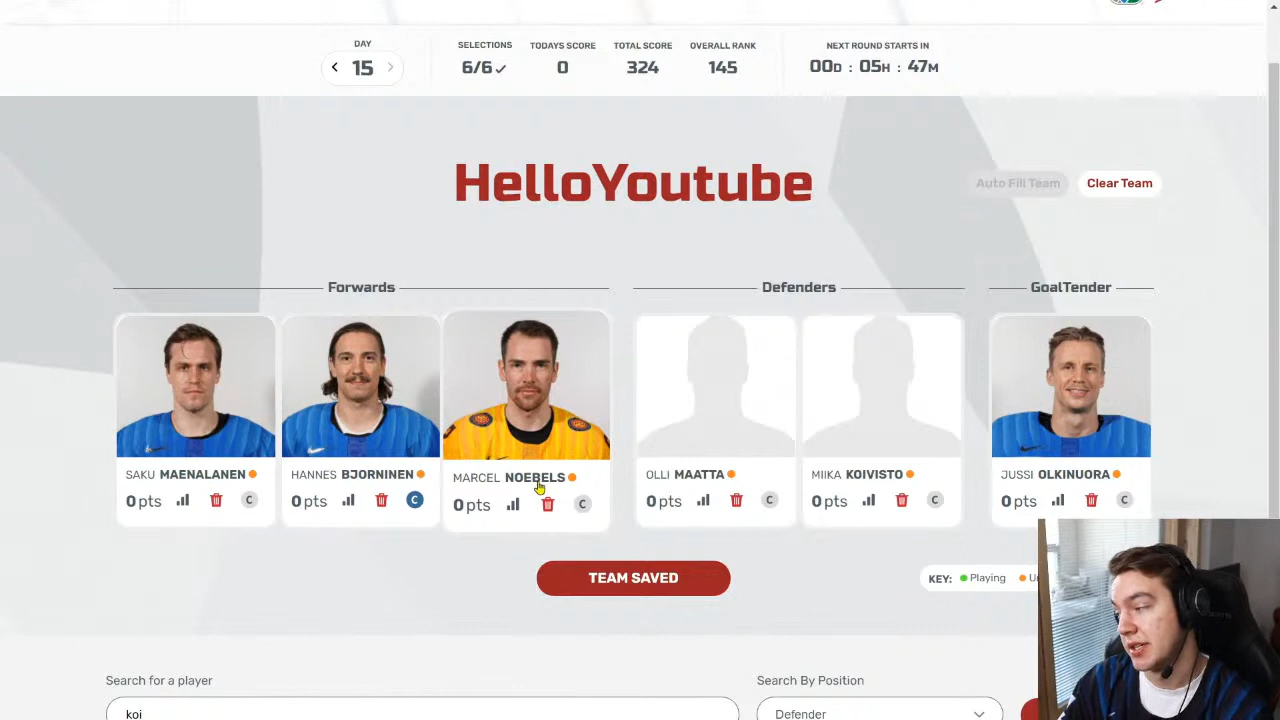 DAY
15
SELECTIONS
6/6
TODAYS SCORE
0
TOTAL SCORE
324
OVERALL RANK
145
NEXT ROUND STARTS IN
00D : 05H : 47M
HelloYoutube
Auto Fill Team
Clear Team
Forwards
Defenders
GoalTender
SAKU MAENALANEN
0 pts
C
HANNES BJORNINEN
0 pts
C
MARCEL NOEBELS
0 pts
C
OLLI MAATTA
0 pts
C
MIIKA KOIVISTO
0 pts
C
JUSSI OLKINUORA
0 pts
C
TEAM SAVED
KEY: Playing
Search for a player
koi
Search By Position
Defender